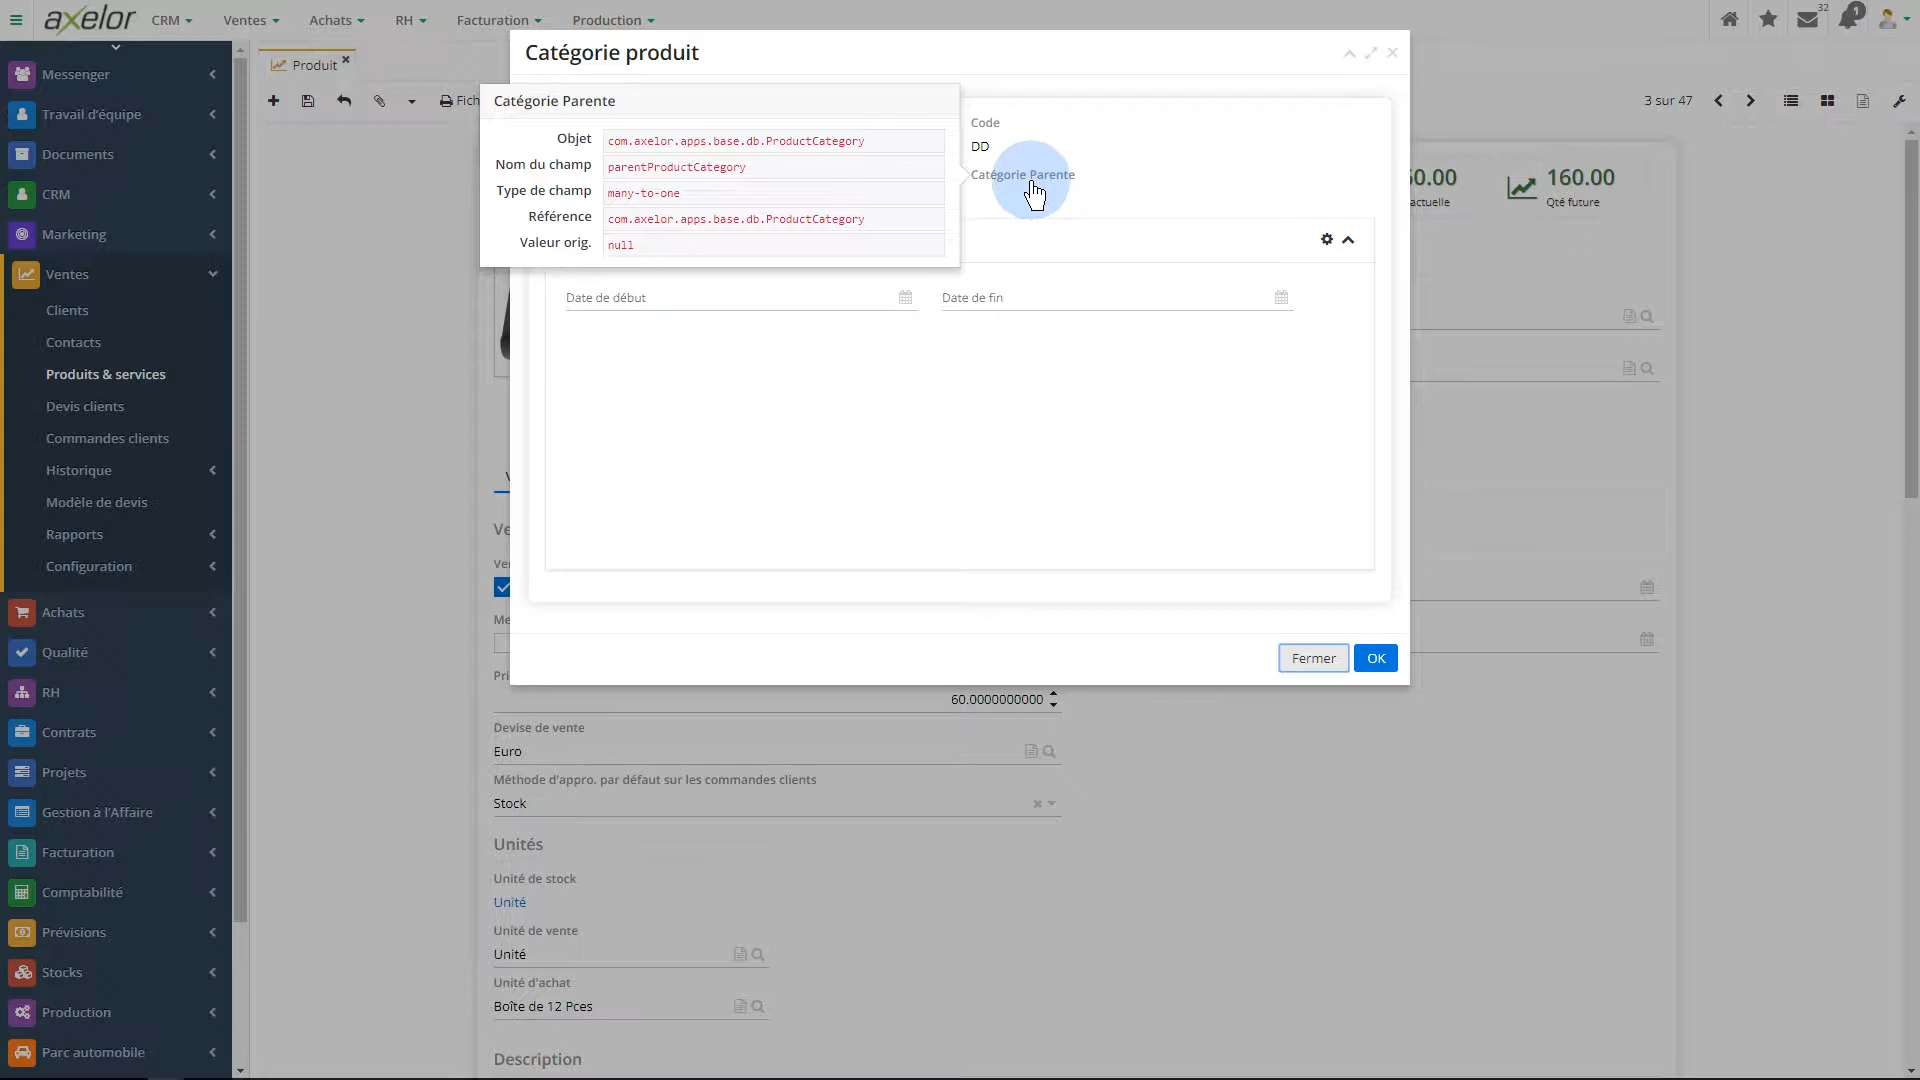 axelor
CRM
Ventes
Achats
RH
Facturation
Production
32
1
Messenger
Travail d'équipe
Documents
CRM
Marketing
Ventes
Clients
Contacts
Produits & services
Devis clients
Commandes clients
Historique
Modèle de devis
Rapports
Configuration
Achats
Qualité
RH
Contrats
Projets
Gestion à l'Affaire
Facturation
Comptabilité
Prévisions
Stocks
Production
Parc automobile
Produit
Fich
3 sur 47
Catégorie produit
Catégorie Parente
Objet com.axelor.apps.base.db.ProductCategory
Nom du champ parentProductCategory
Type de champ many-to-one
Référence com.axelor.apps.base.db.ProductCategory
Valeur orig. null
Code
DD
Catégorie Parente
Date de début
Date de fin
Fermer
OK
160.00
Qté future
60.0000000000
Devise de vente
Euro
Méthode d'appro. par défaut sur les commandes clients
Stock
Unités
Unité de stock
Unité
Unité de vente
Unité
Unité d'achat
Boîte de 12 Pces
Description